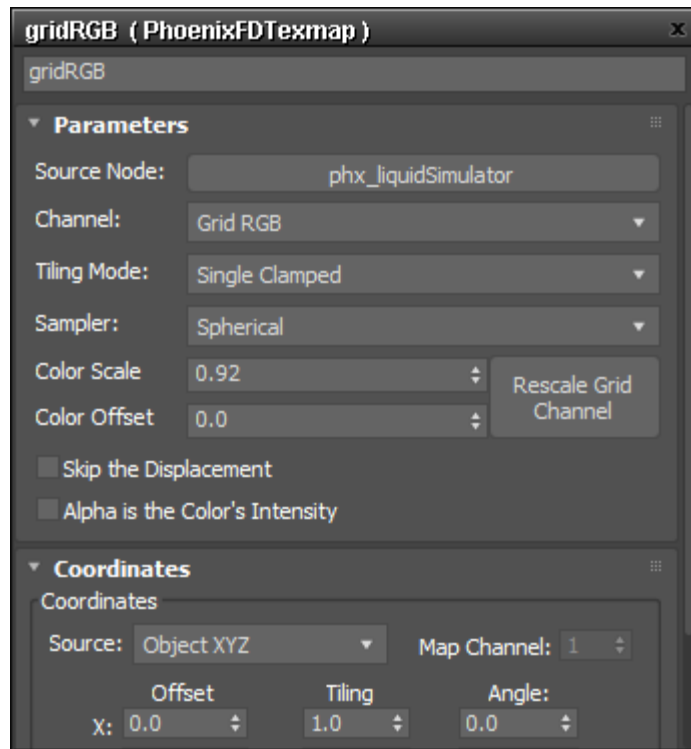 gridRGB ( PhoenixFDTexmap ) x
gridRGB
Parameters
Source Node: phx_liquidSimulator
Channel: Grid RGB
Tiling Mode: Single Clamped
Sampler: Spherical
Color Scale 0.92
Rescale Grid Channel
Color Offset 0.0
Skip the Displacement
Alpha is the Color's Intensity
Coordinates
Coordinates
Source: Object XYZ Map Channel: 1
Offset Tiling Angle:
X: 0.0 1.0 0.0